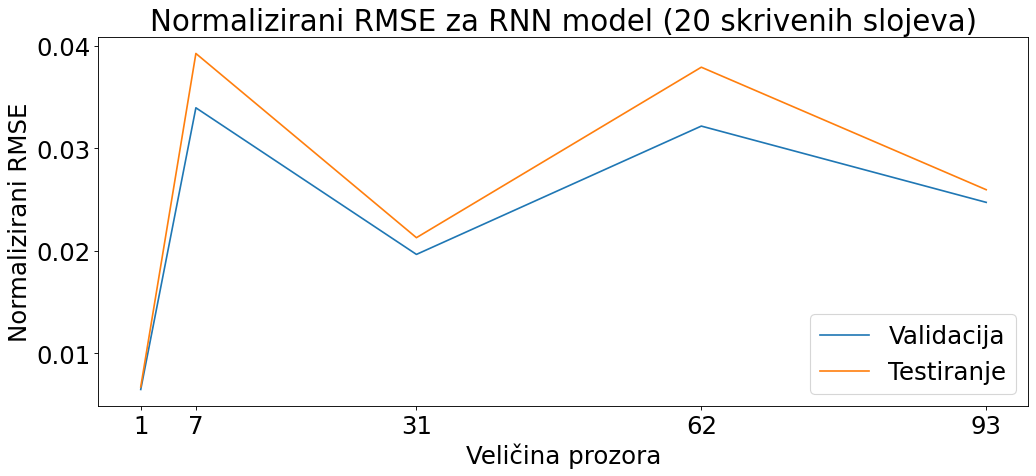 Normalizirani RMSE za RNN model (20 skrivenih slojeva)
Normalizirani RMSE
0.04
0.03
0.02
0.01
Validacija
Testiranje
1 7 31 62 93
Veličina prozora